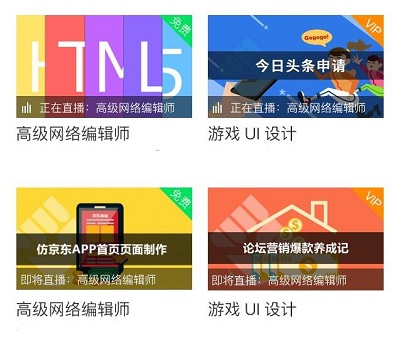 HTML5
免费
正在直播：高级网络编辑师
高级网络编辑师
Gogogo!
VIP
今日头条申请
正在直播：高级网络编辑师
游戏 UI 设计
免费
仿京东APP首页页面制作
即将直播：高级网络编辑师
高级网络编辑师
VIP
论坛营销爆款养成记
即将直播：高级网络编辑师
游戏 UI 设计